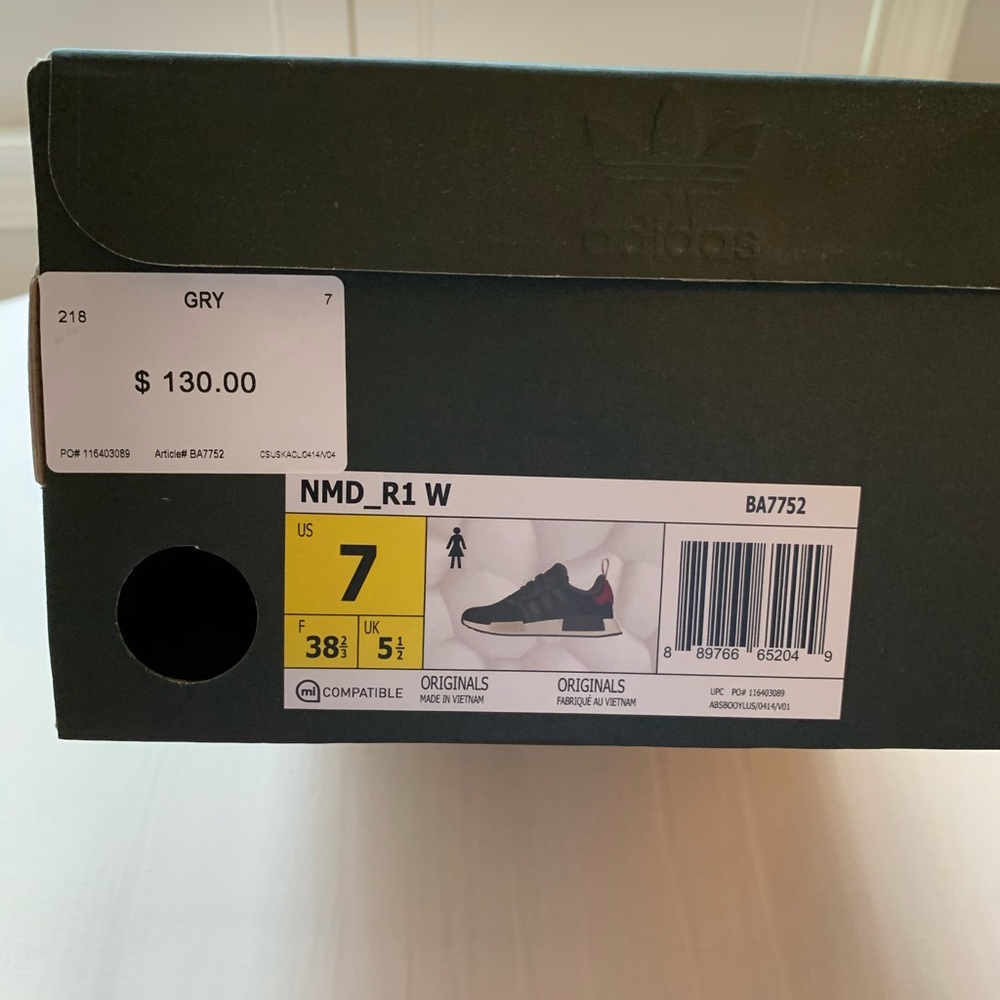 adidas
GRY 7
218
$ 130.00
PO# 116403089 Article# BA7752 CSUSKACL/0414/V04
NMD_R1 W BA7752
US
7
F 38⅔ UK 5½
8 89766 65204 9
mi COMPATIBLE
ORIGINALS
MADE IN VIETNAM
ORIGINALS
FABRIQUÉ AU VIETNAM
UPC PO# 116403089
ABSBOOYLUS/0414/V01